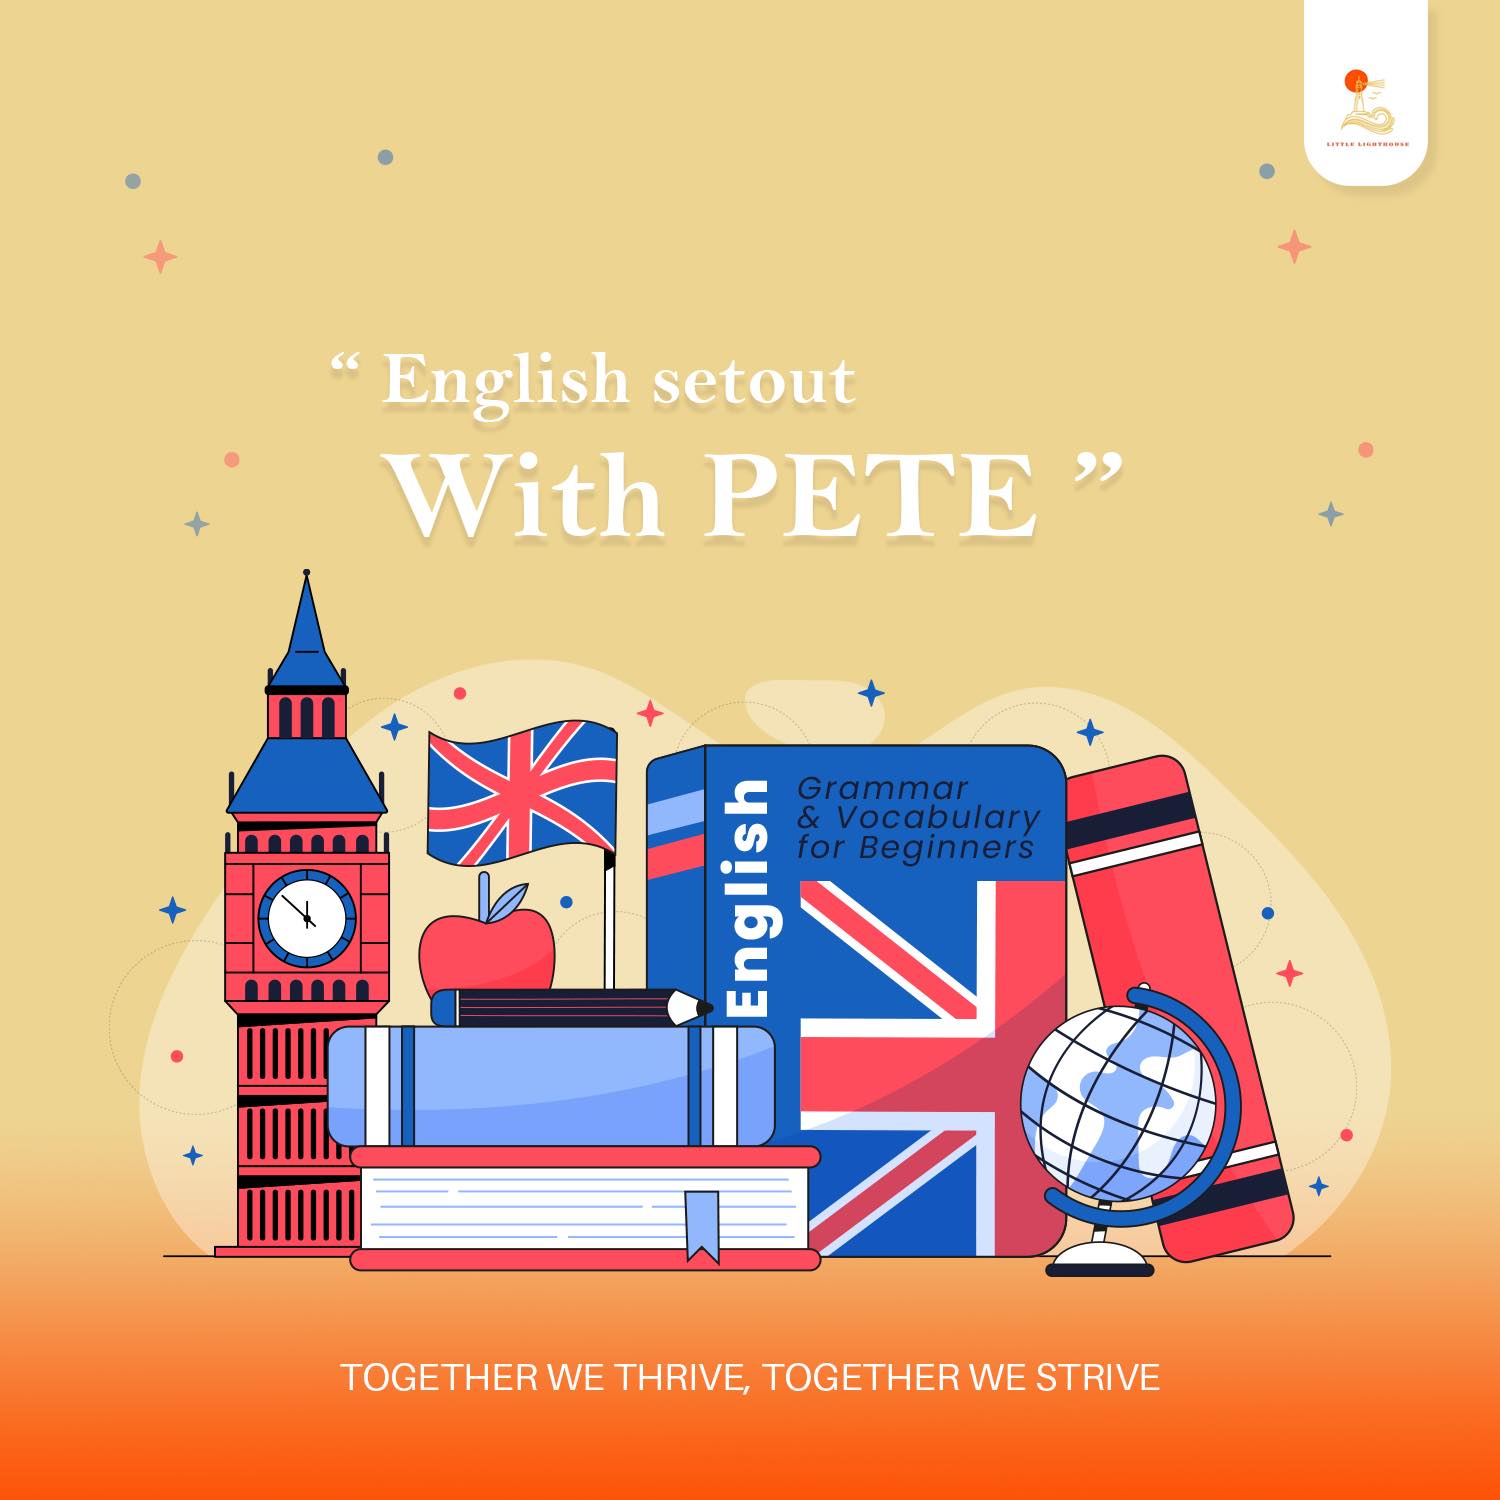 LITTLE LIGHTHOUSE
“ English setout
With PETE ”
English
Grammar
& Vocabulary
for Beginners
TOGETHER WE THRIVE, TOGETHER WE STRIVE